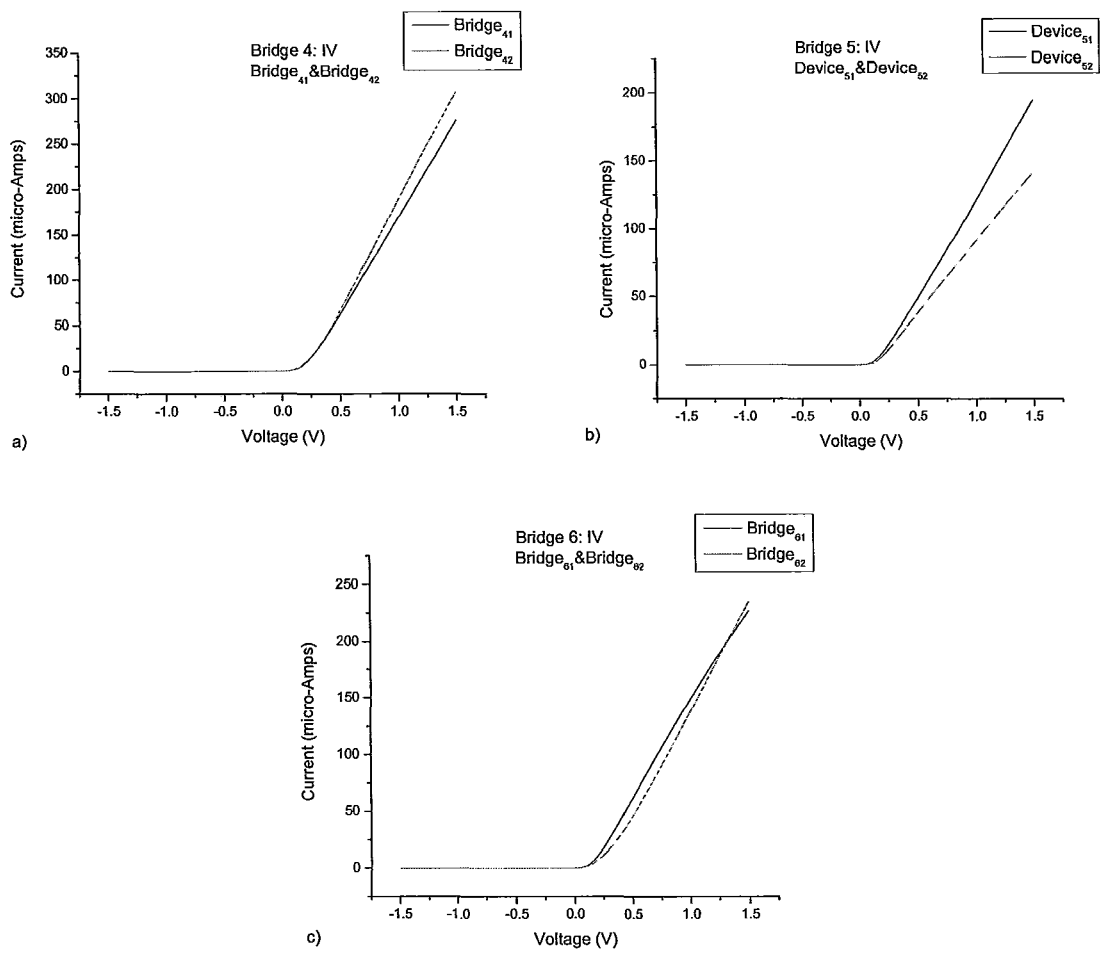 Bridge 4: IV
Bridge41&Bridge42
Bridge41
Bridge42
350
300
250
200
150
100
50
0
Current (micro-Amps)
-1.5
-1.0
-0.5
0.0
0.5
1.0
1.5
Voltage (V)
a)
Bridge 5: IV
Device51&Device52
Device51
Device52
200
150
100
50
0
Current (micro-Amps)
-1.5
-1.0
-0.5
0.0
0.5
1.0
1.5
Voltage (V)
b)
Bridge 6: IV
Bridge61&Bridge62
Bridge61
Bridge62
250
200
150
100
50
0
Current (micro-Amps)
-1.5
-1.0
-0.5
0.0
0.5
1.0
1.5
Voltage (V)
c)